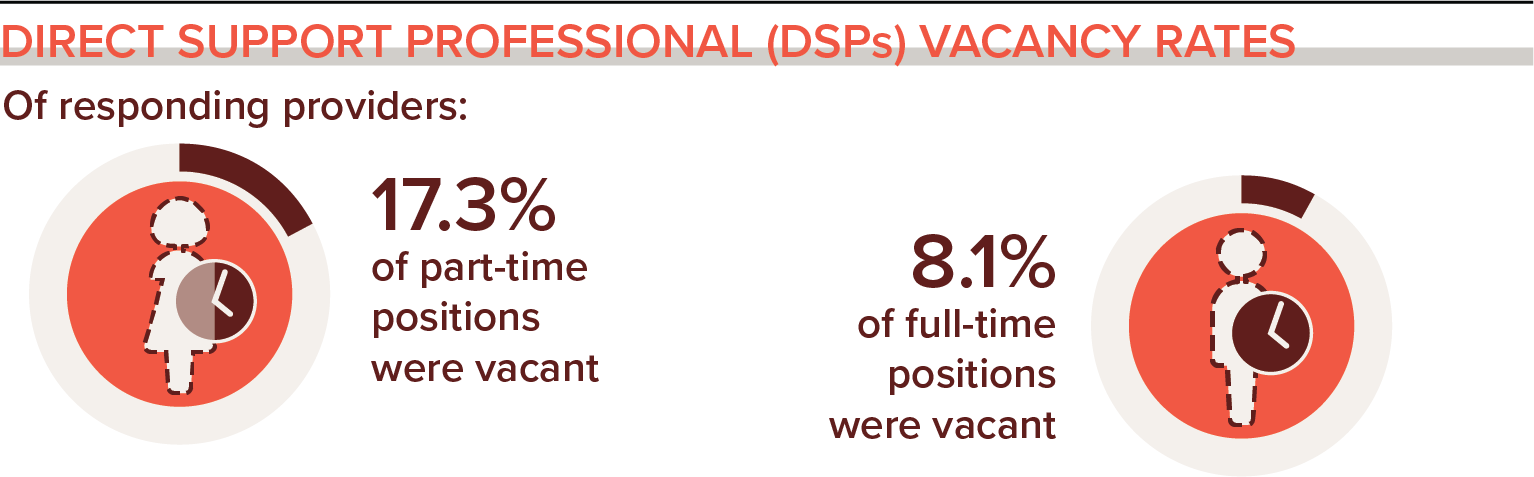 DIRECT SUPPORT PROFESSIONAL (DSPs) VACANCY RATES
Of responding providers:
17.3%
of part-time
positions
were vacant
8.1%
of full-time
positions
were vacant